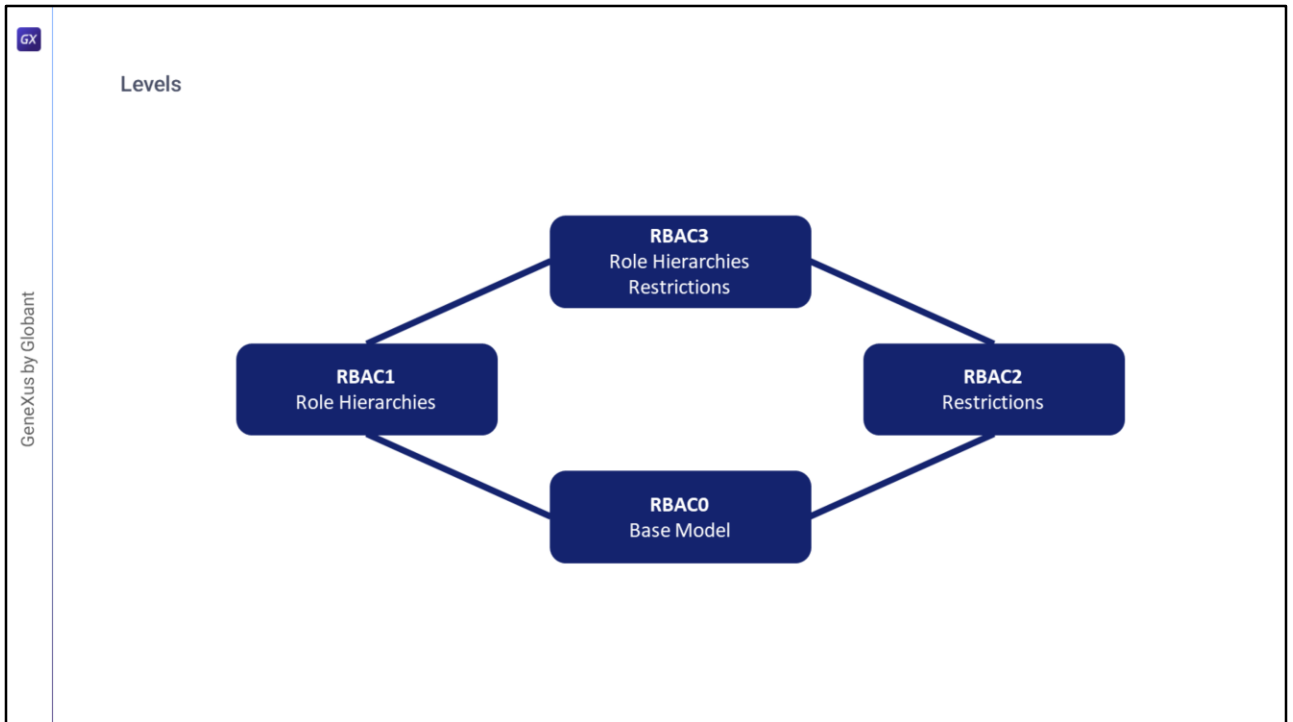 GX
Levels
GeneXus by Globant
RBAC3
Role Hierarchies
Restrictions
RBAC1
Role Hierarchies
RBAC2
Restrictions
RBAC0
Base Model